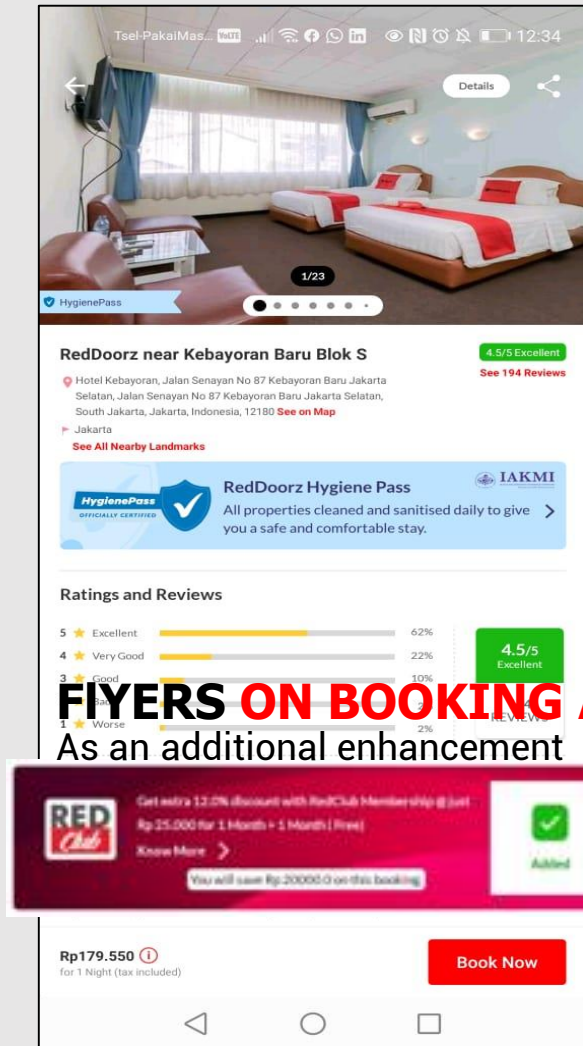 Tsel-PakaiMas... VoLTE 12:34
Details
1/23
HygienePass
RedDoorz near Kebayoran Baru Blok S
4.5/5 Excellent
See 194 Reviews
Hotel Kebayoran, Jalan Senayan No 87 Kebayoran Baru Jakarta
Selatan, Jalan Senayan No 87 Kebayoran Baru Jakarta Selatan,
South Jakarta, Jakarta, Indonesia, 12180 See on Map
Jakarta
See All Nearby Landmarks
HygienePass
OFFICIALLY CERTIFIED
RedDoorz Hygiene Pass
IAKMI
All properties cleaned and sanitised daily to give
you a safe and comfortable stay.
Ratings and Reviews
5 Excellent 62%
4 Very Good 22%
3 Good 10%
4.5/5
Excellent
FlYERS ON BOOKING
1 Worse 2%
REVIEWS
As an additional enhancement
RED
Club
Get extra 12.0% discount with RedClub Membership @ just
Rp 25.000 for 1 Month + 1 Month (Free)
Know More
You will save Rp 20000.0 on this booking
Added
Rp179.550
for 1 Night (tax included)
Book Now